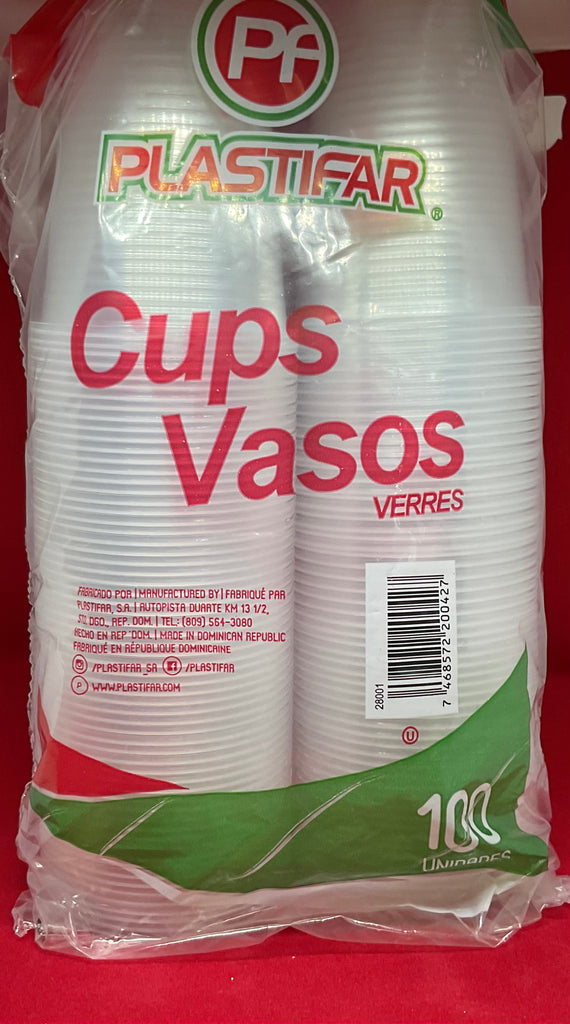 Pf
PLASTIFAR®
Cups
Vasos
VERRES
FABRICADO POR | MANUFACTURED BY | FABRIQUÉ PAR
PLASTIFAR, S.A. | AUTOPISTA DUARTE KM 13 1/2,
STO. DGO., REP. DOM. | TEL.: (809) 564-3080
HECHO EN REP. DOM. | MADE IN DOMINICAN REPUBLIC
FABRIQUÉ EN RÉPUBLIQUE DOMINICAINE
/PLASTIFAR_SA /PLASTIFAR
P WWW.PLASTIFAR.COM
28001
7 468572 200427
U
100
UNIDADES